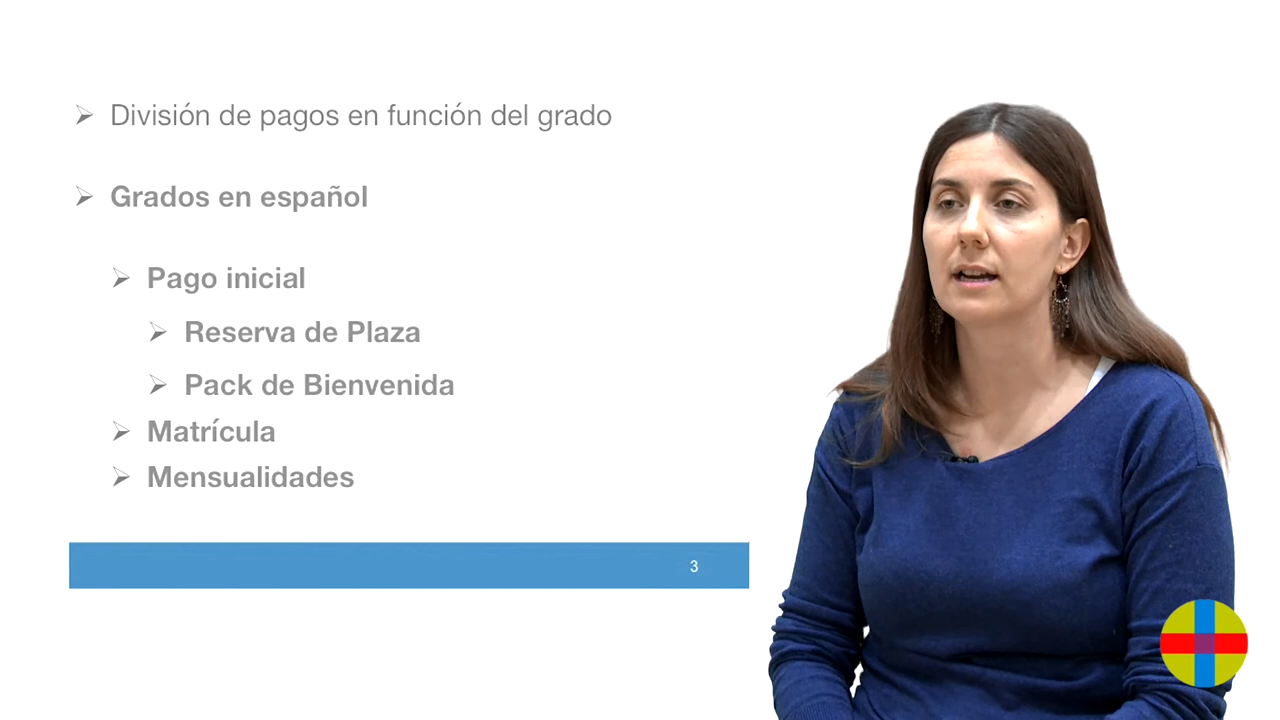 División de pagos en función del grado
Grados en español
Pago inicial
Reserva de Plaza
Pack de Bienvenida
Matrícula
Mensualidades
3